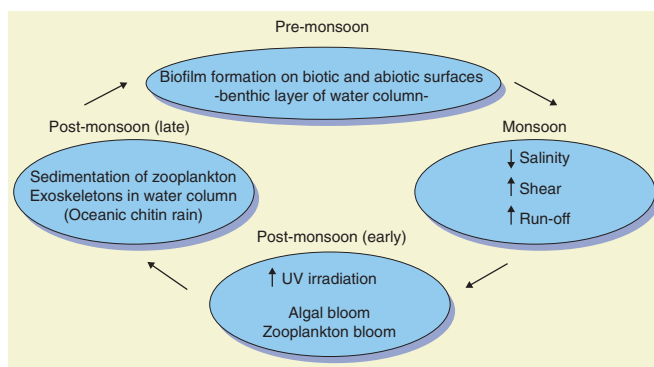 Pre-monsoon
Biofilm formation on biotic and abiotic surfaces
-benthic layer of water column-
Monsoon
↓ Salinity
↑ Shear
↑ Run-off
Post-monsoon (early)
↑ UV irradiation
Algal bloom
Zooplankton bloom
Post-monsoon (late)
Sedimentation of zooplankton
Exoskeletons in water column
(Oceanic chitin rain)